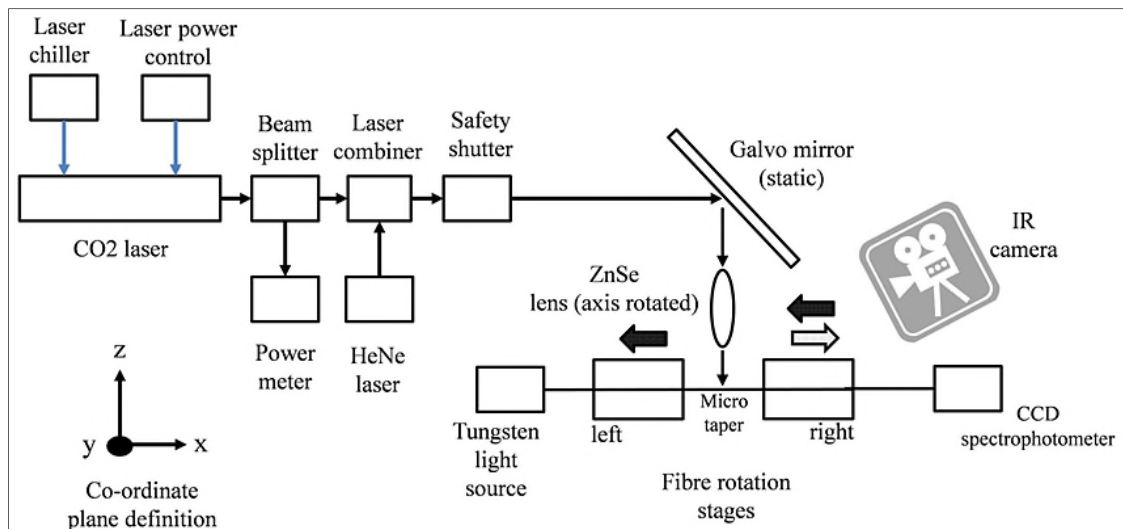 Laser
chiller
Laser power
control
Beam
splitter
Laser
combiner
Safety
shutter
Galvo mirror
(static)
CO2 laser
IR
camera
ZnSe
lens (axis rotated)
Power
meter
HeNe
laser
z
y
x
Micro
taper
left
right
Tungsten
light
source
CCD
spectrophotometer
Fibre rotation
stages
Co-ordinate
plane definition